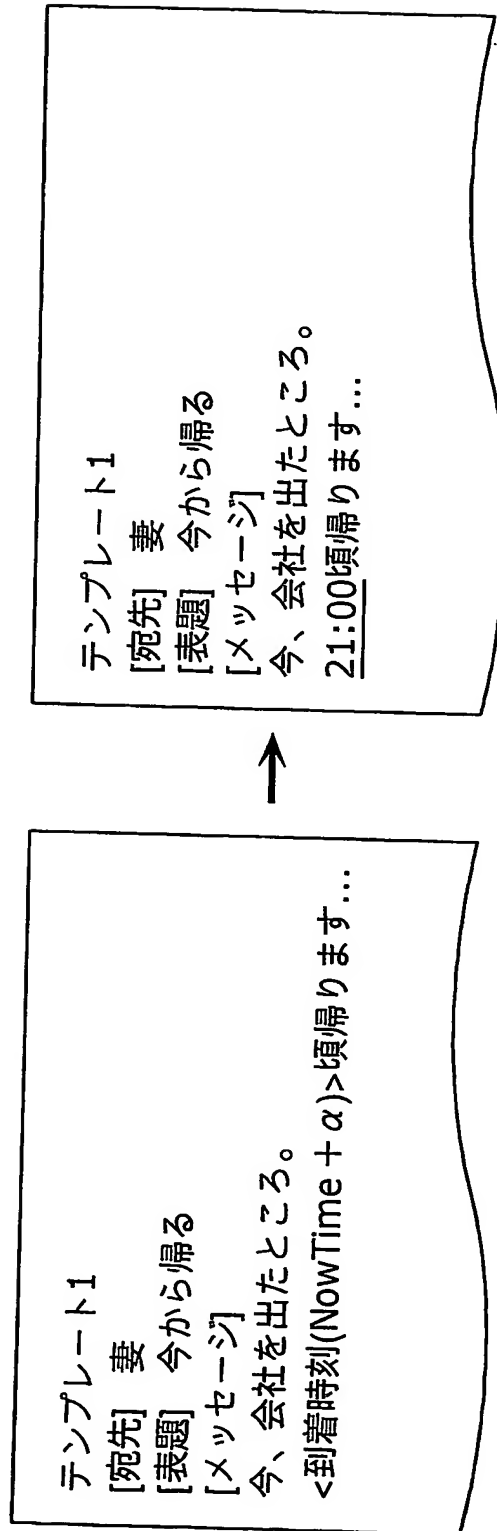 テンプレート1
[宛先] 妻
[表題] 今から帰る
[メッセージ]
今、会社を出たところ。
<到着時刻(NowTime+α)>頃帰ります...
テンプレート1
[宛先] 妻
[表題] 今から帰る
[メッセージ]
今、会社を出たところ。
21:00頃帰ります...